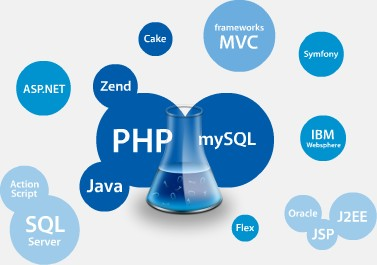 frameworks
MVC
Cake
Symfony
ASP.NET
Zend
PHP
mySQL
IBM
Websphere
Java
Action
Script
SQL
Server
Oracle
J2EE
JSP
Flex